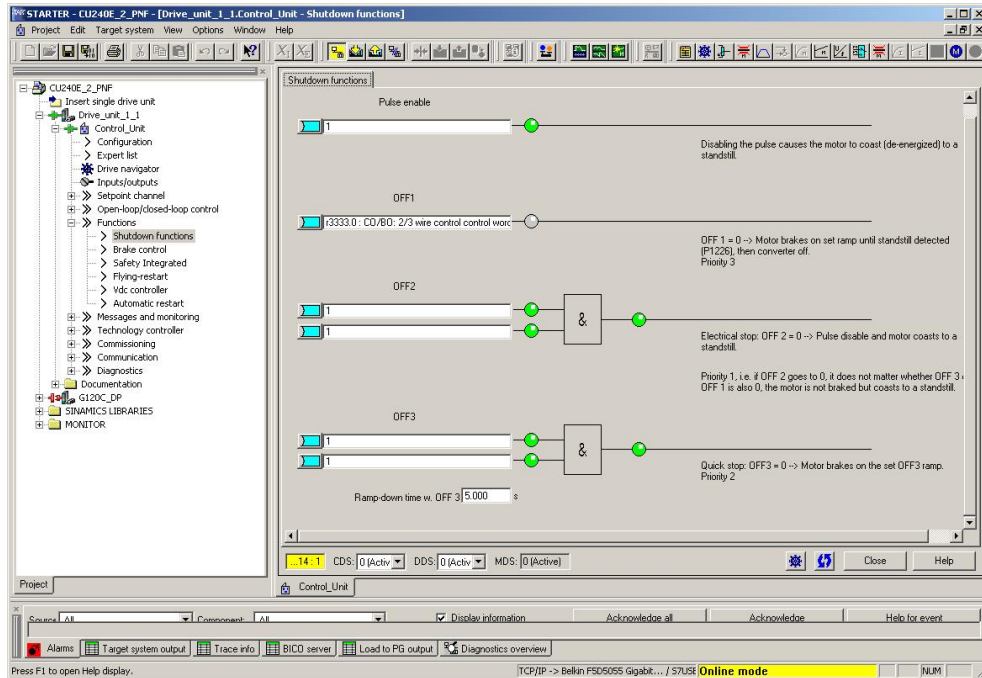 STARTER - CU240E_2_PNF - [Drive_unit_1_1.Control_Unit - Shutdown functions]
Project Edit Target system View Options Window Help
CU240E_2_PNF
Insert single drive unit
Drive_unit_1_1
Control_Unit
Configuration
Expert list
Drive navigator
Inputs/outputs
Setpoint channel
Open-loop/closed-loop control
Functions
Shutdown functions
Brake control
Safety Integrated
Flying-restart
Vdc controller
Automatic restart
Messages and monitoring
Technology controller
Commissioning
Communication
Diagnostics
Documentation
G120C_DP
SINAMICS LIBRARIES
MONITOR
Project
Shutdown functions
Pulse enable
1
Disabling the pulse causes the motor to coast (de-energized) to a
standstill.
OFF1
r3333.0 : CO/BO: 2/3 wire control control word
OFF 1 = 0 --> Motor brakes on set ramp until standstill detected
(P1226), then converter off.
Priority 3
OFF2
1
1
&
Electrical stop: OFF 2 = 0 --> Pulse disable and motor coasts to a
standstill.
Priority 1, i.e. if OFF 2 goes to 0, it does not matter whether OFF 3
OFF 1 is also 0, the motor is not braked but coasts to a standstill.
OFF3
1
1
&
Quick stop: OFF3 = 0 --> Motor brakes on the set OFF3 ramp.
Priority 2
Ramp-down time w. OFF 3 5.000 s
...14 : 1 CDS: 0 (Activ DDS: 0 (Activ MDS: 0 (Active) Close Help
Control_Unit
Source All Component: All Display information Acknowledge all Acknowledge Help for event
Alarms Target system output Trace info BICO server Load to PG output Diagnostics overview
Press F1 to open Help display. TCP/IP -> Belkin F5D5055 Gigabit... / S7USE Online mode NUM